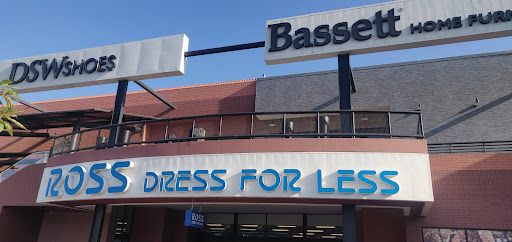 DSW SHOES
Bassett HOME FURN
ROSS DRESS FOR LESS
ROSS